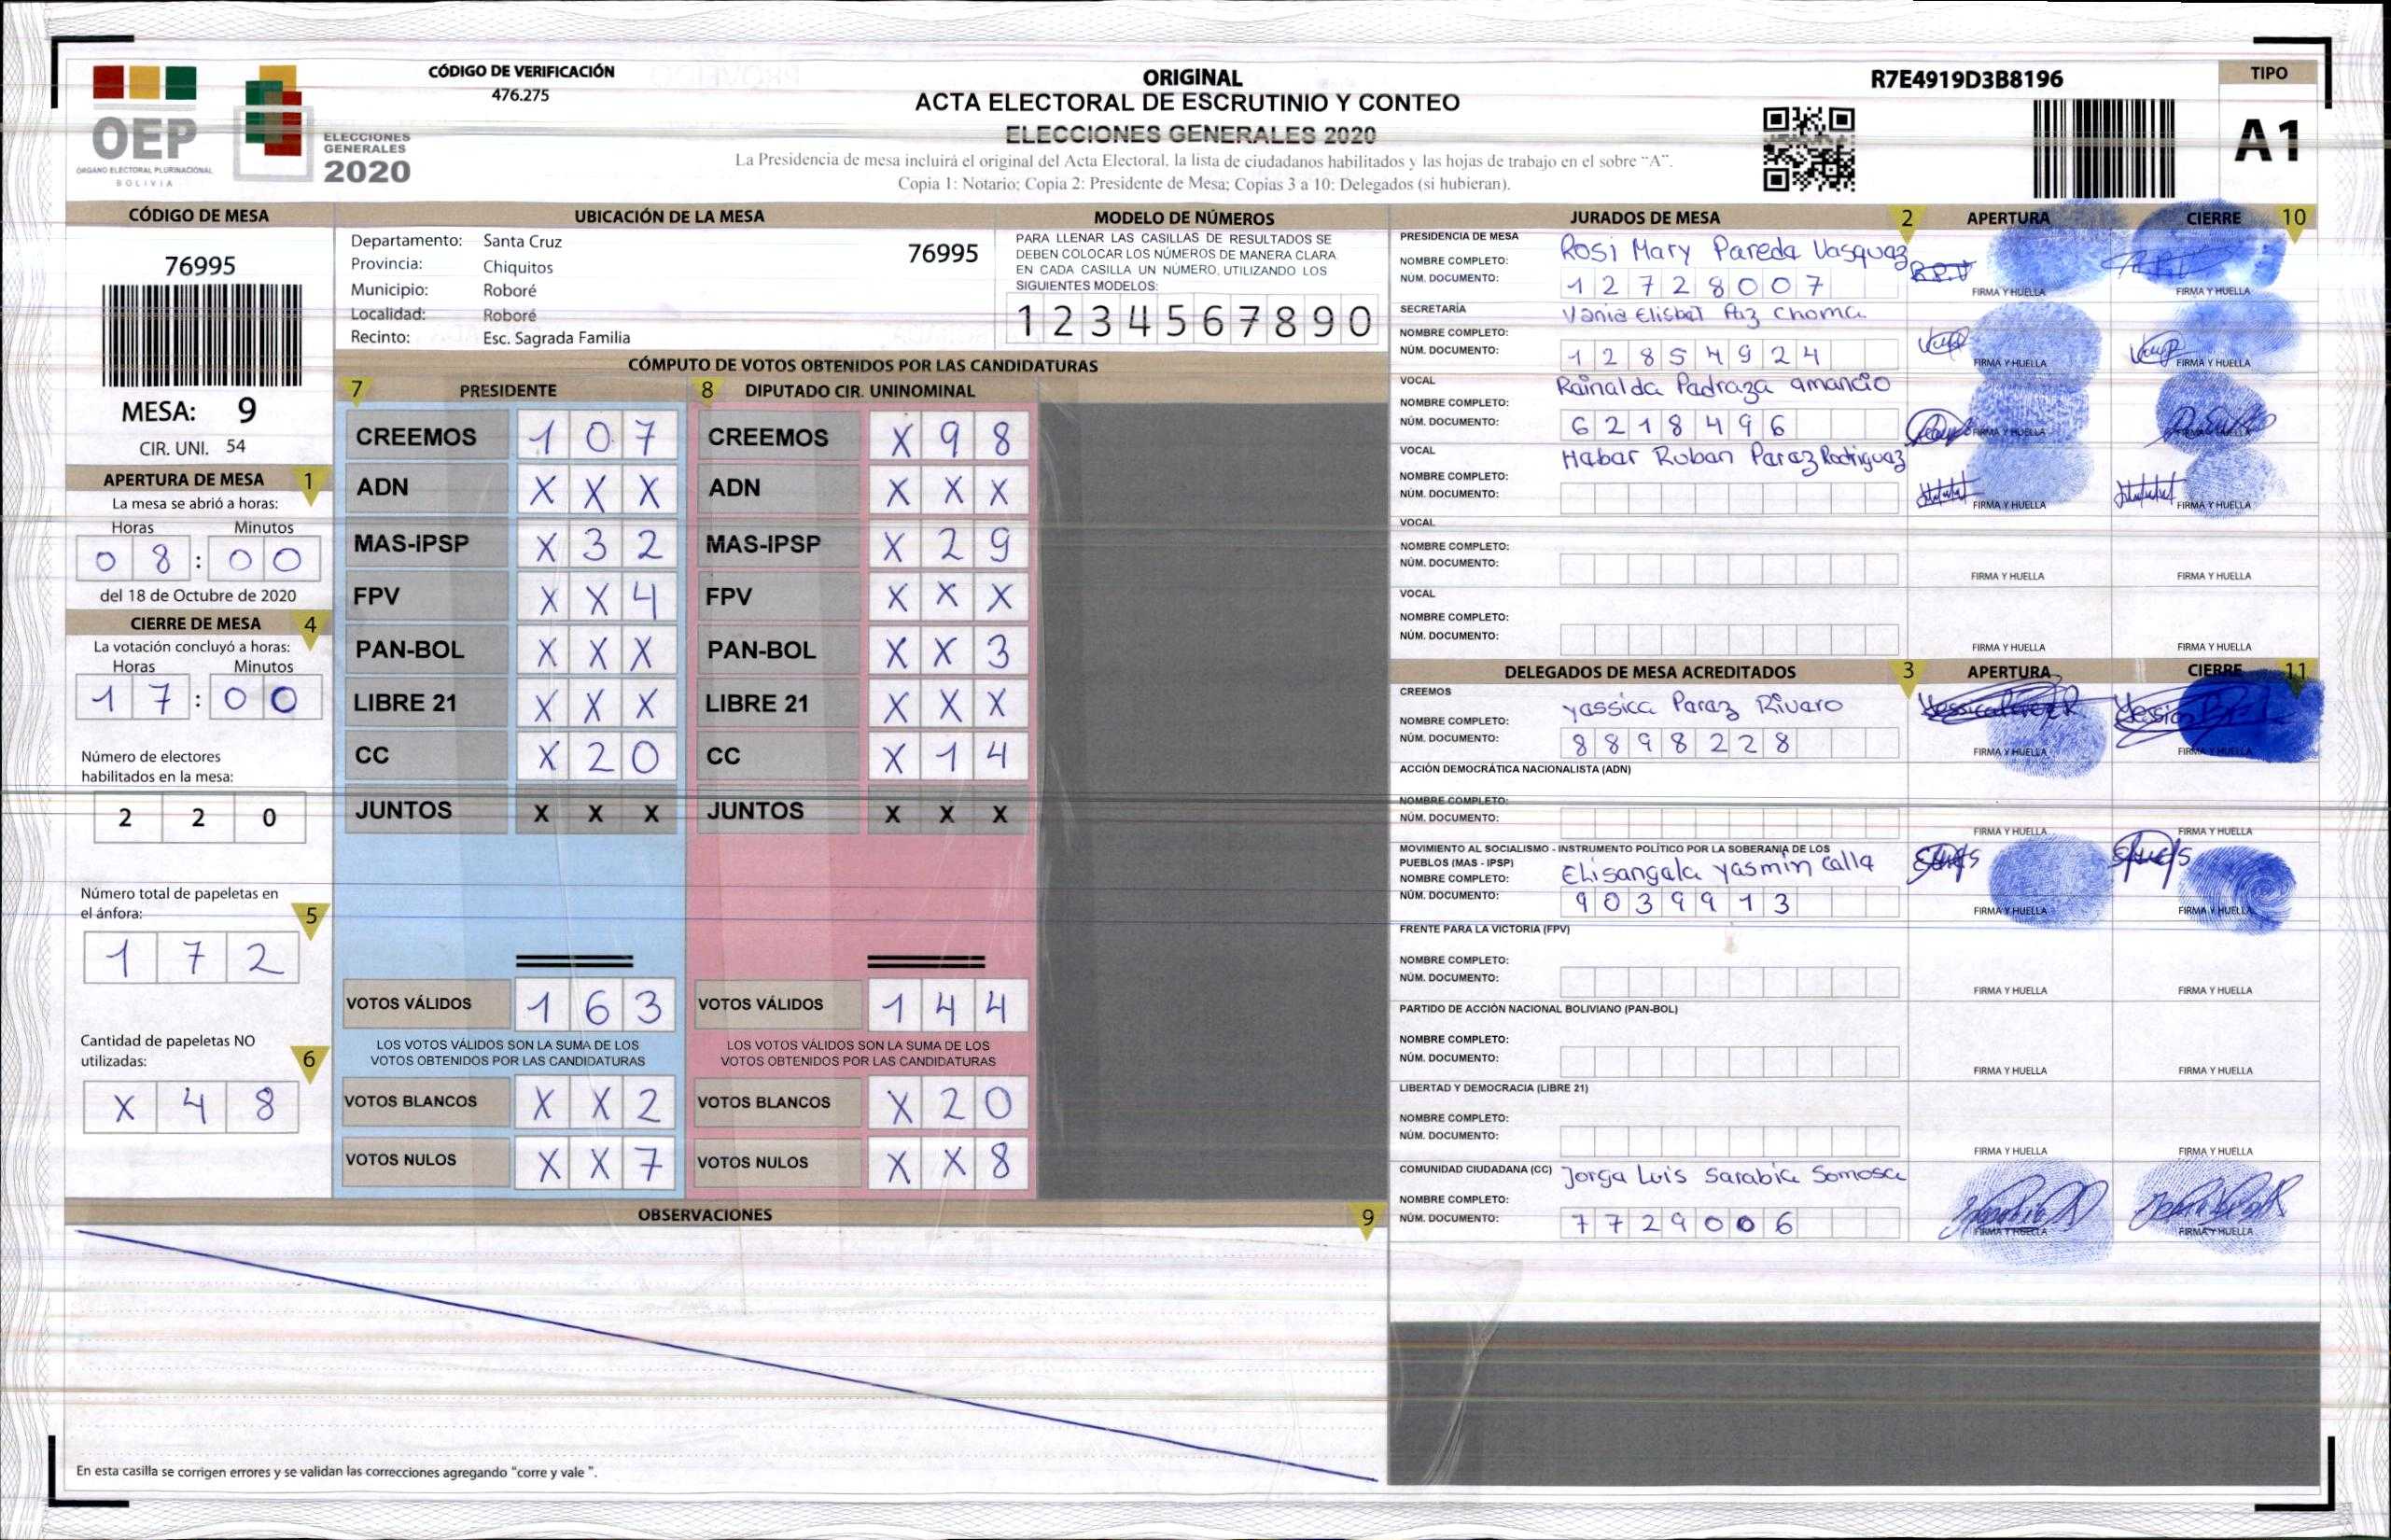 OEP
ÓRGANO ELECTORAL PLURINACIONAL
BOLIVIA
ELECCIONES
GENERALES
2020
CÓDIGO DE VERIFICACIÓN
476.275
ORIGINAL
ACTA ELECTORAL DE ESCRUTINIO Y CONTEO
ELECCIONES GENERALES 2020
La Presidencia de mesa incluirá el original del Acta Electoral, la lista de ciudadanos habilitados y las hojas de trabajo en el sobre “A”.
Copia 1: Notario; Copia 2: Presidente de Mesa; Copias 3 a 10: Delegados (si hubieran).
R7E4919D3B8196
TIPO
A1
CÓDIGO DE MESA
76995
MESA: 9
CIR. UNI. 54
APERTURA DE MESA 1
La mesa se abrió a horas:
Horas Minutos
0 8 : 0 0
del 18 de Octubre de 2020
CIERRE DE MESA 4
La votación concluyó a horas:
Horas Minutos
1 7 : 0 0
Número de electores
habilitados en la mesa:
2 2 0
Número total de papeletas en
el ánfora: 5
1 7 2
Cantidad de papeletas NO
utilizadas: 6
X 4 8
UBICACIÓN DE LA MESA
Departamento: Santa Cruz 76995
Provincia: Chiquitos
Municipio: Roboré
Localidad: Roboré
Recinto: Esc. Sagrada Familia
MODELO DE NÚMEROS
PARA LLENAR LAS CASILLAS DE RESULTADOS SE
DEBEN COLOCAR LOS NÚMEROS DE MANERA CLARA
EN CADA CASILLA UN NÚMERO, UTILIZANDO LOS
SIGUIENTES MODELOS:
1 2 3 4 5 6 7 8 9 0
CÓMPUTO DE VOTOS OBTENIDOS POR LAS CANDIDATURAS
7 PRESIDENTE 8 DIPUTADO CIR. UNINOMINAL
CREEMOS 1 0 7 CREEMOS X 9 8
ADN X X X ADN X X X
MAS-IPSP X 3 2 MAS-IPSP X 2 9
FPV X X 4 FPV X X X
PAN-BOL X X X PAN-BOL X X 3
LIBRE 21 X X X LIBRE 21 X X X
CC X 2 0 CC X 1 4
JUNTOS X X X JUNTOS X X X
VOTOS VÁLIDOS 1 6 3 VOTOS VÁLIDOS 1 4 4
LOS VOTOS VÁLIDOS SON LA SUMA DE LOS LOS VOTOS VÁLIDOS SON LA SUMA DE LOS
VOTOS OBTENIDOS POR LAS CANDIDATURAS VOTOS OBTENIDOS POR LAS CANDIDATURAS
VOTOS BLANCOS X X 2 VOTOS BLANCOS X 2 0
VOTOS NULOS X X 7 VOTOS NULOS X X 8
OBSERVACIONES 9
En esta casilla se corrigen errores y se validan las correcciones agregando "corre y vale ".
JURADOS DE MESA 2 APERTURA CIERRE 10
PRESIDENCIA DE MESA
NOMBRE COMPLETO: Rosi Mary Pareda Vasquaz
NÚM. DOCUMENTO: 1 2 7 2 8 0 0 7
FIRMA Y HUELLA FIRMA Y HUELLA
SECRETARÍA
NOMBRE COMPLETO: Vania Elisbat Paz Choma
NÚM. DOCUMENTO: 1 2 8 5 4 9 2 4
FIRMA Y HUELLA FIRMA Y HUELLA
VOCAL
NOMBRE COMPLETO: Rainalda Padraza amancio
NÚM. DOCUMENTO: 6 2 1 8 4 9 6
FIRMA Y HUELLA FIRMA Y HUELLA
VOCAL
NOMBRE COMPLETO: Habar Ruban Paraz Rodriguaz
NÚM. DOCUMENTO:
FIRMA Y HUELLA FIRMA Y HUELLA
VOCAL
NOMBRE COMPLETO:
NÚM. DOCUMENTO:
FIRMA Y HUELLA FIRMA Y HUELLA
VOCAL
NOMBRE COMPLETO:
NÚM. DOCUMENTO:
FIRMA Y HUELLA FIRMA Y HUELLA
DELEGADOS DE MESA ACREDITADOS 3 APERTURA CIERRE 11
CREEMOS
NOMBRE COMPLETO: yassica Paraz Rivaro
NÚM. DOCUMENTO: 8 8 9 8 2 2 8
FIRMA Y HUELLA FIRMA Y HUELLA
ACCIÓN DEMOCRÁTICA NACIONALISTA (ADN)
NOMBRE COMPLETO:
NÚM. DOCUMENTO:
FIRMA Y HUELLA FIRMA Y HUELLA
MOVIMIENTO AL SOCIALISMO - INSTRUMENTO POLÍTICO POR LA SOBERANÍA DE LOS
PUEBLOS (MAS - IPSP)
NOMBRE COMPLETO: Elisangala yasmin calla
NÚM. DOCUMENTO: 9 0 3 9 9 1 3
FIRMA Y HUELLA FIRMA Y HUELLA
FRENTE PARA LA VICTORIA (FPV)
NOMBRE COMPLETO:
NÚM. DOCUMENTO:
FIRMA Y HUELLA FIRMA Y HUELLA
PARTIDO DE ACCIÓN NACIONAL BOLIVIANO (PAN-BOL)
NOMBRE COMPLETO:
NÚM. DOCUMENTO:
FIRMA Y HUELLA FIRMA Y HUELLA
LIBERTAD Y DEMOCRACIA (LIBRE 21)
NOMBRE COMPLETO:
NÚM. DOCUMENTO:
FIRMA Y HUELLA FIRMA Y HUELLA
COMUNIDAD CIUDADANA (CC)
NOMBRE COMPLETO: Jorga Luis Sarabia Somosa
NÚM. DOCUMENTO: 7 7 2 9 0 0 6
FIRMA Y HUELLA FIRMA Y HUELLA